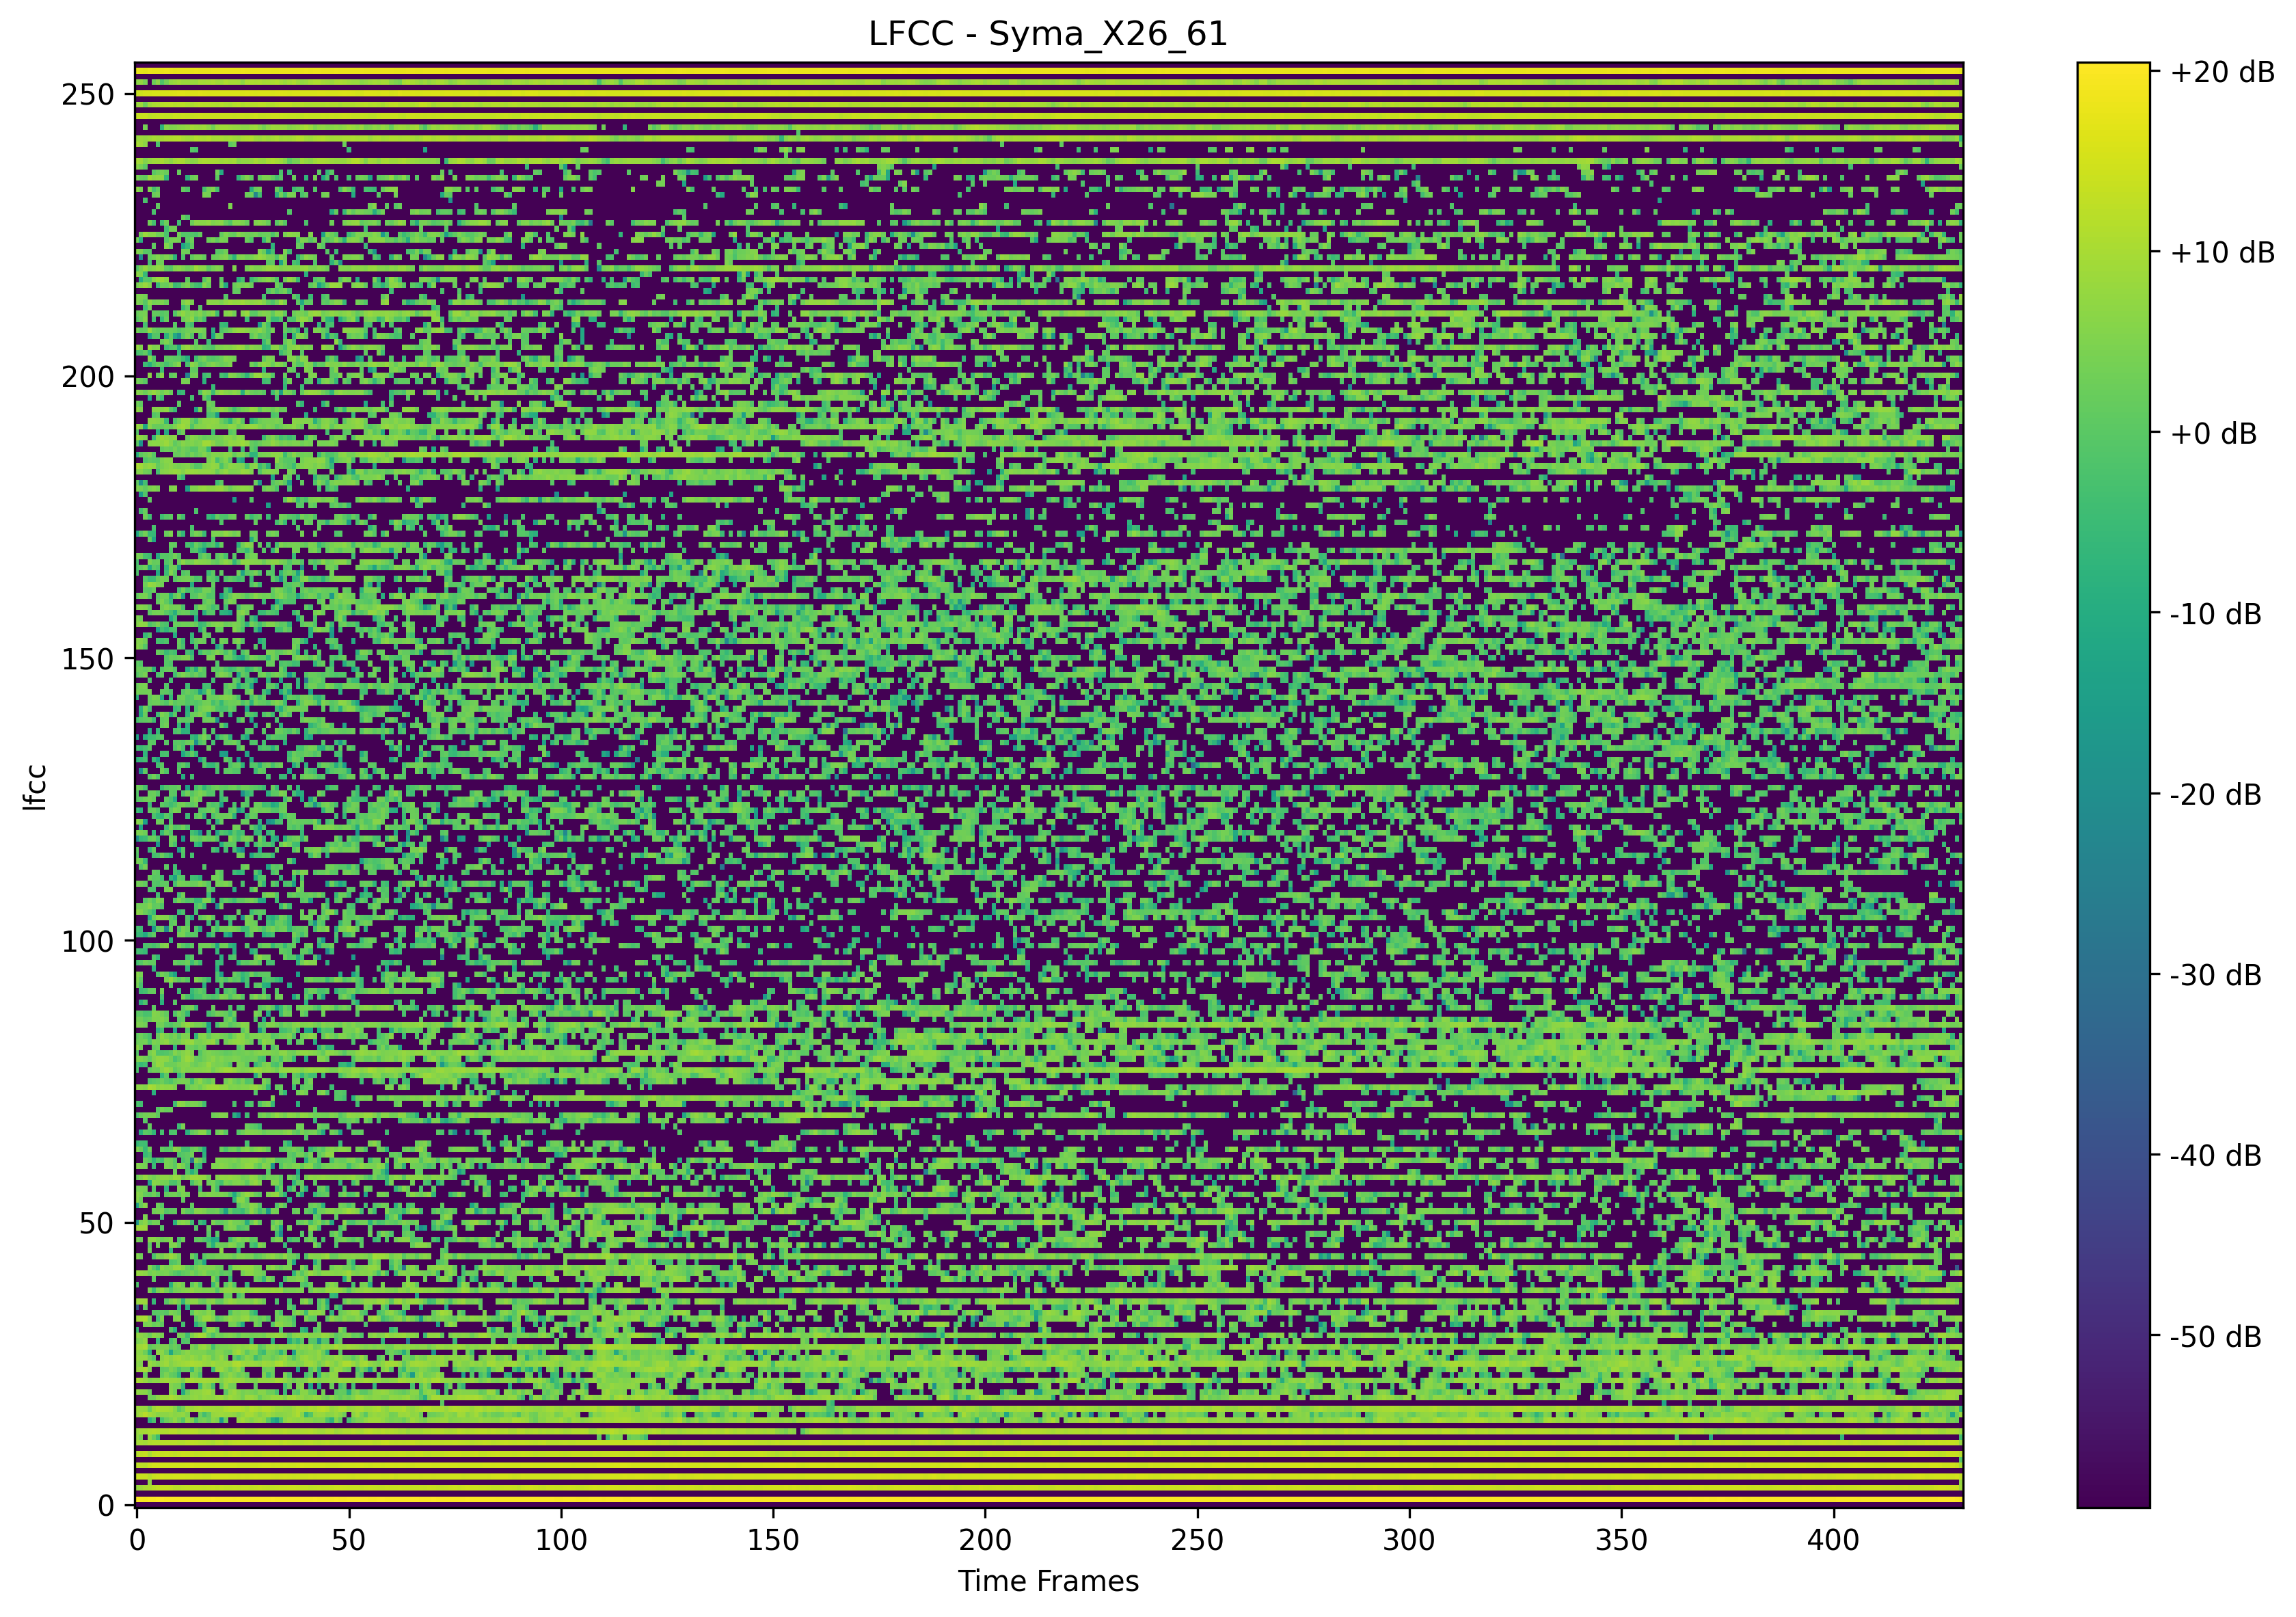 LFCC - Syma_X26_61
lfcc
250
200
150
100
50
0
0 50 100 150 200 250 300 350 400
Time Frames
+20 dB
+10 dB
+0 dB
-10 dB
-20 dB
-30 dB
-40 dB
-50 dB